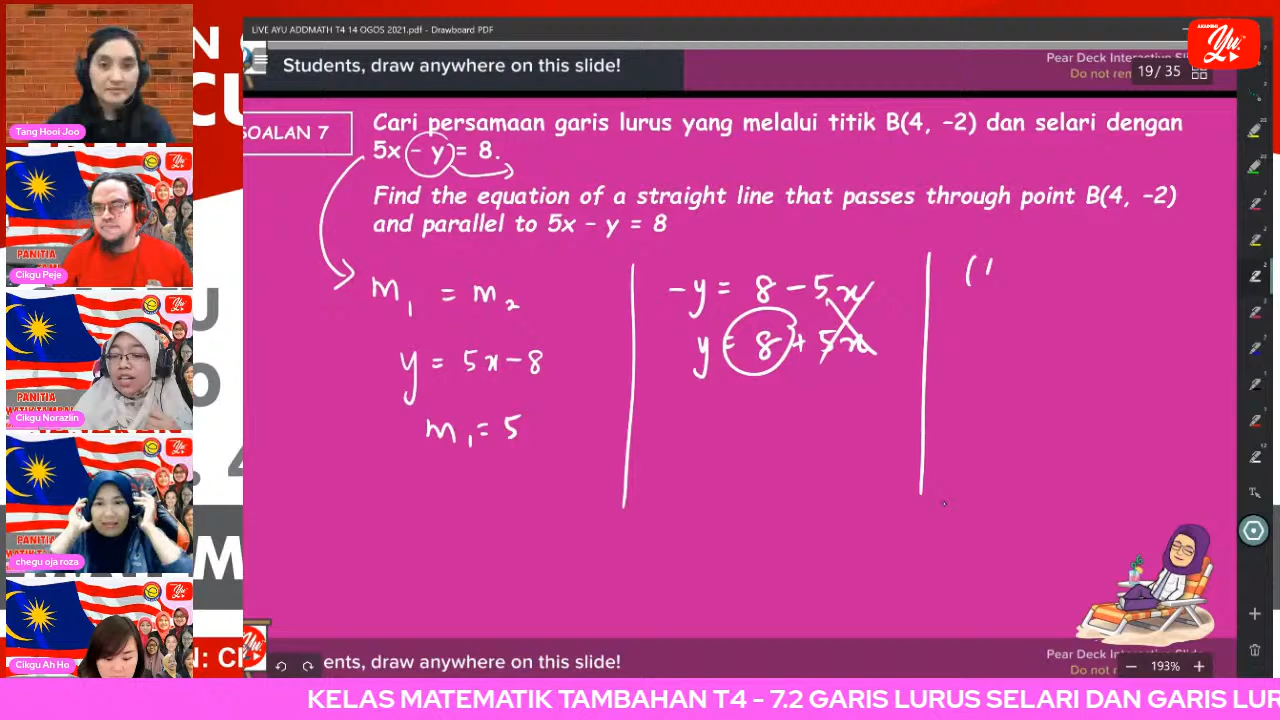 LIVE AYU ADDMATH T4 14 OGOS 2021.pdf - Drawboard PDF
Students, draw anywhere on this slide!
Pear Deck Interactive Slide
Do not rem
19/35
AKADEMI
Yu.
Tang Hooi Joo
SOALAN 7
Cari persamaan garis lurus yang melalui titik B(4, -2) dan selari dengan
5x - y = 8.
Find the equation of a straight line that passes through point B(4, -2)
and parallel to 5x - y = 8
PANITIA
Cikgu Peje
m₁ = m₂
y = 5x - 8
m₁ = 5
-y = 8 - 5x
y = 8 + 5x
(
PANITIA
Cikgu Norazlin
PANITIA
chegu oja roza
Cikgu Ah Ho
ents, draw anywhere on this slide!
Pear Deck Interactive Slide
Do not
193%
KELAS MATEMATIK TAMBAHAN T4 - 7.2 GARIS LURUS SELARI DAN GARIS LUR